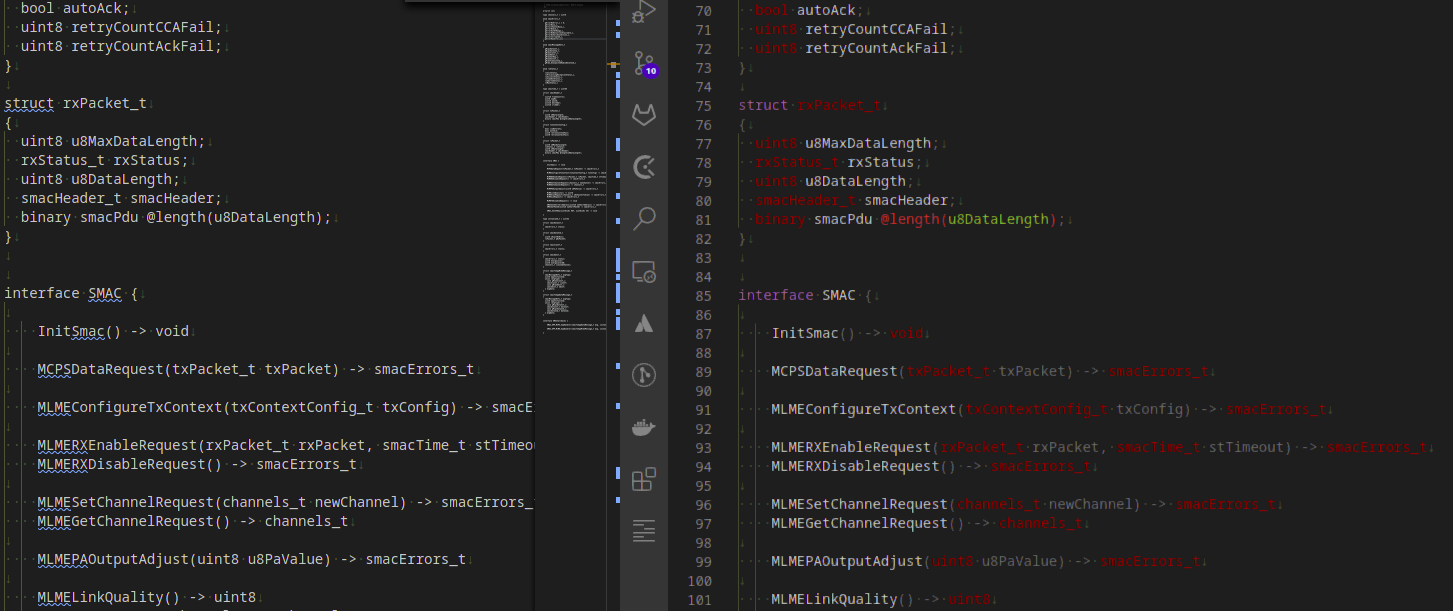 bool autoAck;
uint8 retryCountCCAFail;
uint8 retryCountAckFail;
}
struct rxPacket_t
{
uint8 u8MaxDataLength;
rxStatus_t rxStatus;
uint8 u8DataLength;
smacHeader_t smacHeader;
binary smacPdu @length(u8DataLength);
}
interface SMAC {
InitSmac() -> void
MCPSDataRequest(txPacket_t txPacket) -> smacErrors_t
MLMEConfigureTxContext(txContextConfig_t txConfig) -> smacE
MLMERXEnableRequest(rxPacket_t rxPacket, smacTime_t stTimeou
MLMERXDisableRequest() -> smacErrors_t
MLMESetChannelRequest(channels_t newChannel) -> smacErrors_
MLMEGetChannelRequest() -> channels_t
MLMEPAOutputAdjust(uint8 u8PaValue) -> smacErrors_t
MLMELinkQuality() -> uint8
10
70 bool autoAck;
71 uint8 retryCountCCAFail;
72 uint8 retryCountAckFail;
73 }
74
75 struct rxPacket_t
76 {
77 uint8 u8MaxDataLength;
78 rxStatus_t rxStatus;
79 uint8 u8DataLength;
80 smacHeader_t smacHeader;
81 binary smacPdu @length(u8DataLength);
82 }
83
84
85 interface SMAC {
86
87 InitSmac() -> void
88
89 MCPSDataRequest(txPacket_t txPacket) -> smacErrors_t
90
91 MLMEConfigureTxContext(txContextConfig_t txConfig) -> smacErrors_t
92
93 MLMERXEnableRequest(rxPacket_t rxPacket, smacTime_t stTimeout) -> smacErrors_t
94 MLMERXDisableRequest() -> smacErrors_t
95
96 MLMESetChannelRequest(channels_t newChannel) -> smacErrors_t
97 MLMEGetChannelRequest() -> channels_t
98
99 MLMEPAOutputAdjust(uint8 u8PaValue) -> smacErrors_t
100
101 MLMELinkQuality() -> uint8